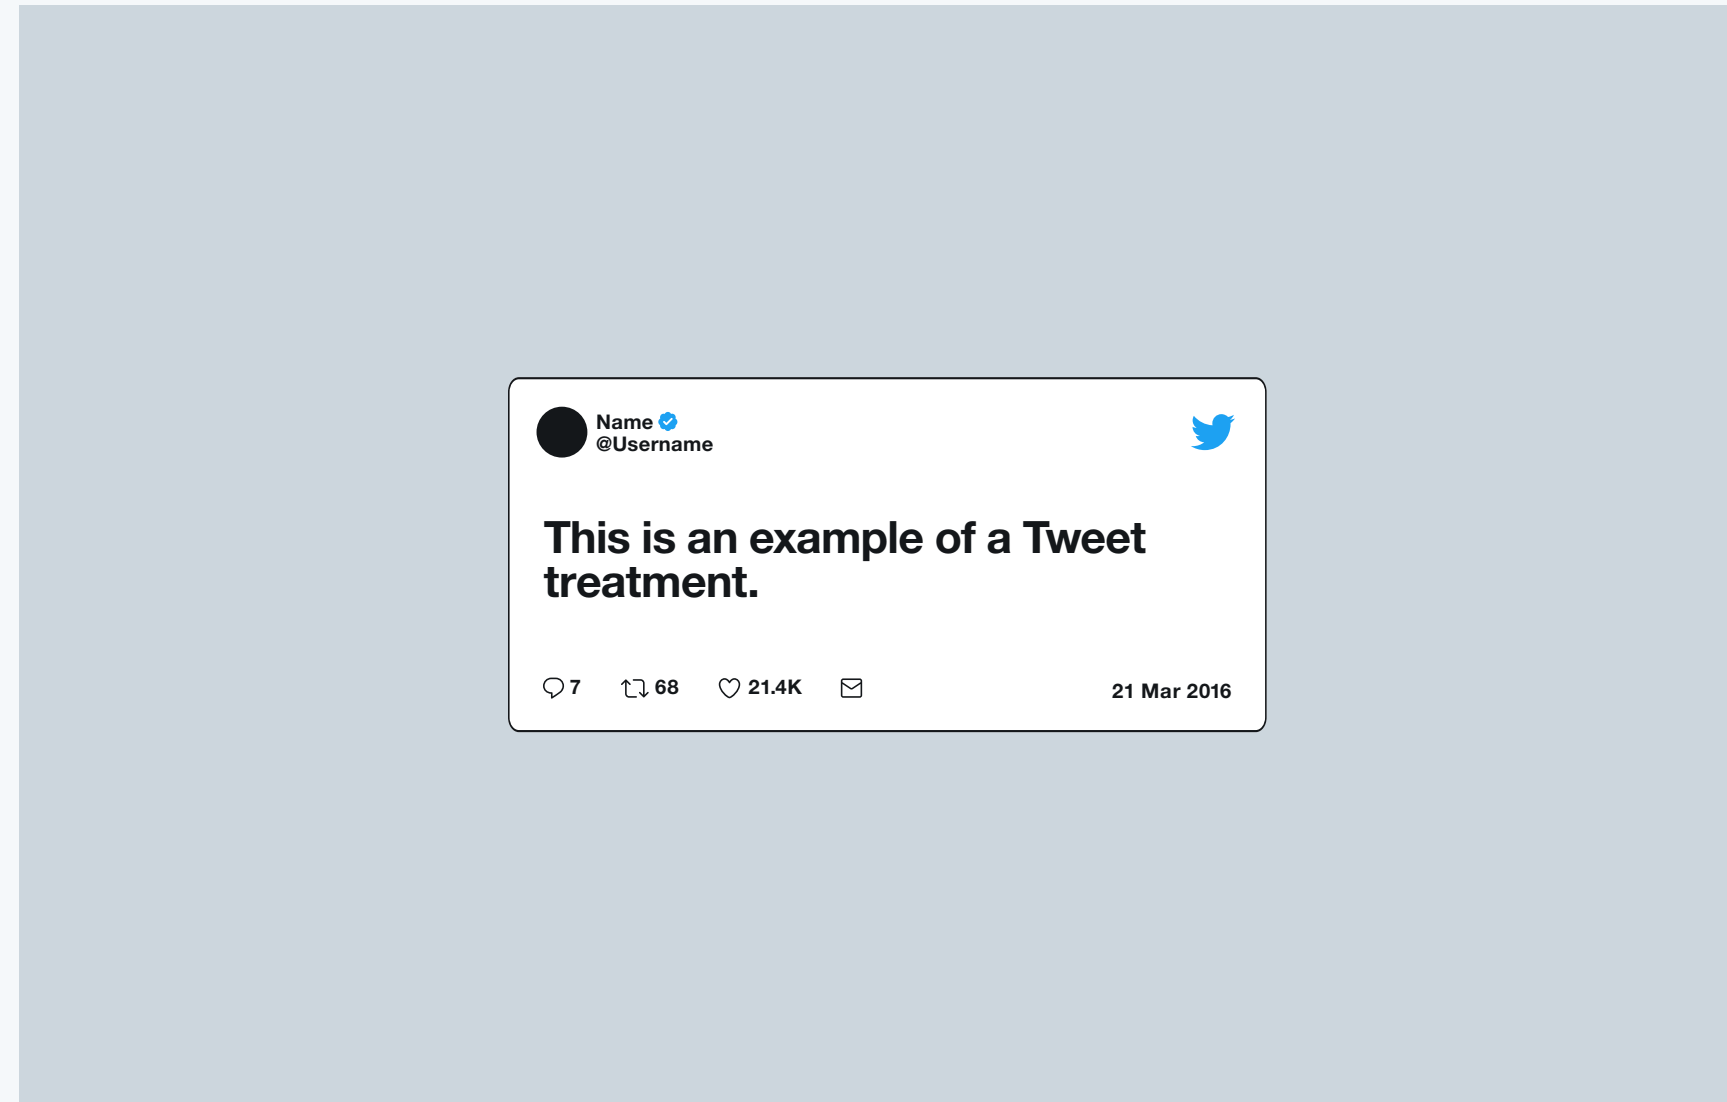 Name
@Username
This is an example of a Tweet
treatment.
7 68 21.4K
21 Mar 2016